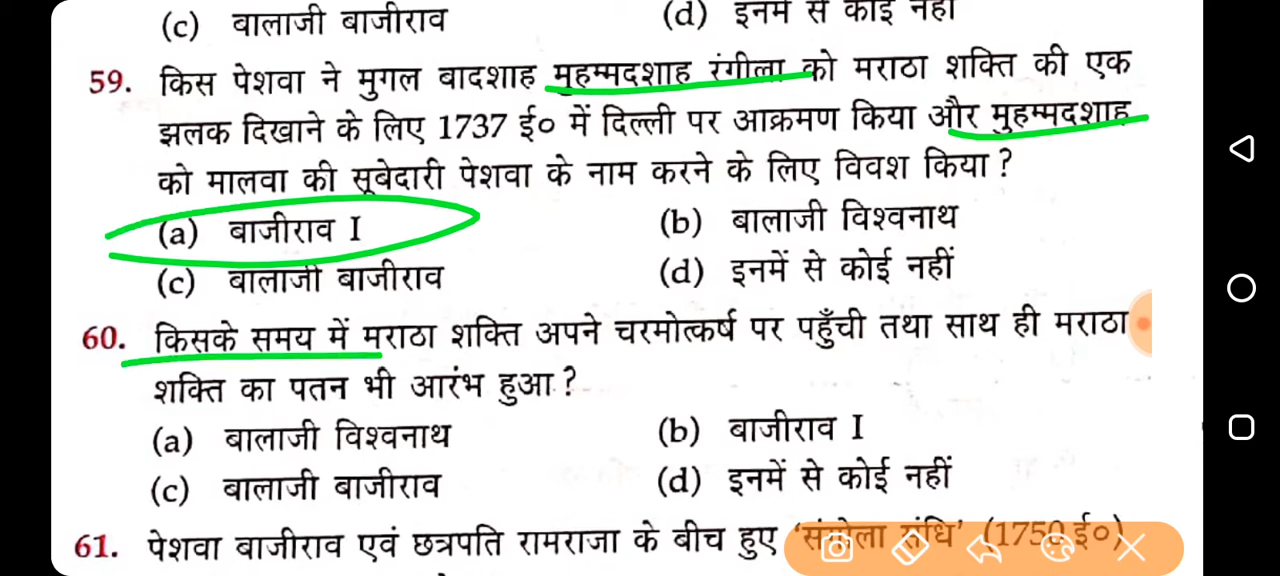 (c) बालाजी बाजीराव (d) इनमें से कोई नहीं
59. किस पेशवा ने मुगल बादशाह मुहम्मदशाह रंगीला को मराठा शक्ति की एक
झलक दिखाने के लिए 1737 ई० में दिल्ली पर आक्रमण किया और मुहम्मदशाह
को मालवा की सूबेदारी पेशवा के नाम करने के लिए विवश किया ?
(a) बाजीराव I (b) बालाजी विश्वनाथ
(c) बालाजी बाजीराव (d) इनमें से कोई नहीं
60. किसके समय में मराठा शक्ति अपने चरमोत्कर्ष पर पहुँची तथा साथ ही मराठा
शक्ति का पतन भी आरंभ हुआ ?
(a) बालाजी विश्वनाथ (b) बाजीराव I
(c) बालाजी बाजीराव (d) इनमें से कोई नहीं
61. पेशवा बाजीराव एवं छत्रपति रामराजा के बीच हुए संधि' (1750 ई०)